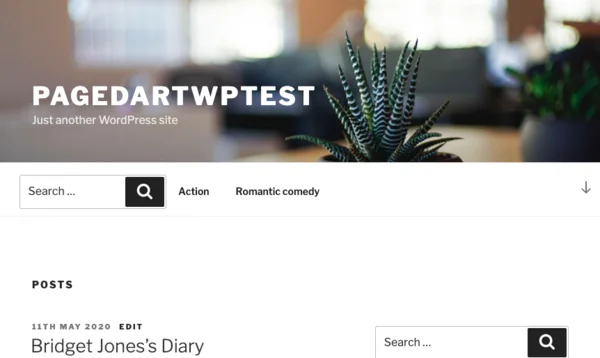 PAGEDARTWPTEST
Just another WordPress site
Search …
Action
Romantic comedy
POSTS
11TH MAY 2020 EDIT
Bridget Jones’s Diary
Search …